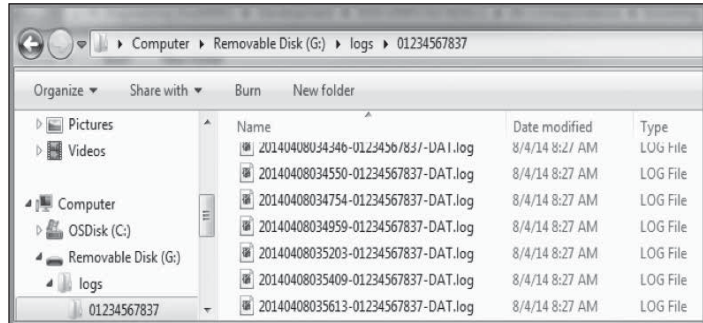 Computer ▸ Removable Disk (G:) ▸ logs ▸ 01234567837
Organize Share with Burn New folder
Pictures
Videos
Computer
OSDisk (C:)
Removable Disk (G:)
logs
01234567837
Name Date modified Type
20140408034346-01234567837-DAT.log 8/4/14 8:27 AM LOG File
20140408034550-01234567837-DAT.log 8/4/14 8:27 AM LOG File
20140408034754-01234567837-DAT.log 8/4/14 8:27 AM LOG File
20140408034959-01234567837-DAT.log 8/4/14 8:27 AM LOG File
20140408035203-01234567837-DAT.log 8/4/14 8:27 AM LOG File
20140408035409-01234567837-DAT.log 8/4/14 8:27 AM LOG File
20140408035613-01234567837-DAT.log 8/4/14 8:27 AM LOG File